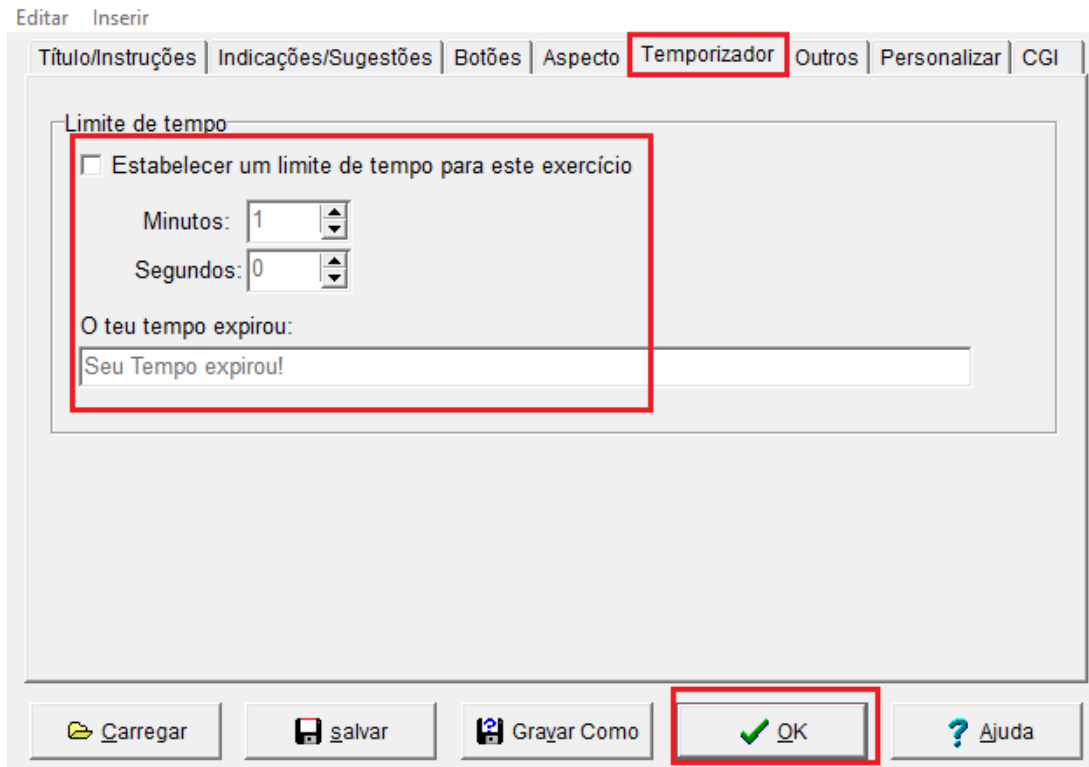 Editar Inserir
Título/Instruções Indicações/Sugestões Botões Aspecto Temporizador Outros Personalizar CGI
Limite de tempo
Estabelecer um limite de tempo para este exercício
Minutos: 1
Segundos: 0
O teu tempo expirou:
Seu Tempo expirou!
Carregar salvar Gravar Como OK Ajuda